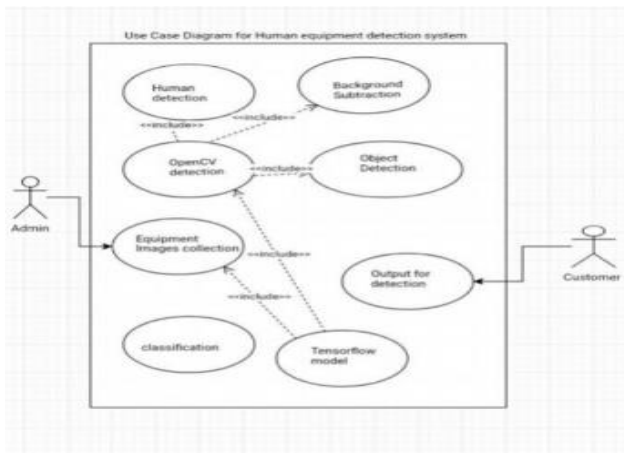 Use Case Diagram for Human equipment detection system
Human
detection
Background
Subtraction
<<include>>
<<include>>
OpenCV
detection
<<include>>
Object
Detection
Admin
Equipment
Images collection
<<include>>
Output for
detection
Customer
<<include>>
classification
Tensorflow
model